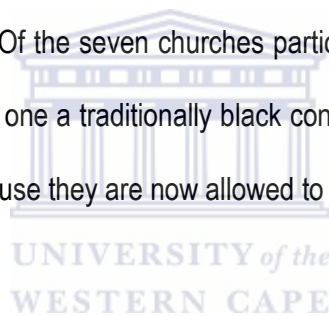 Of the seven churches partic
one a traditionally black con
use they are now allowed to
UNIVERSITY of the
WESTERN CAPE